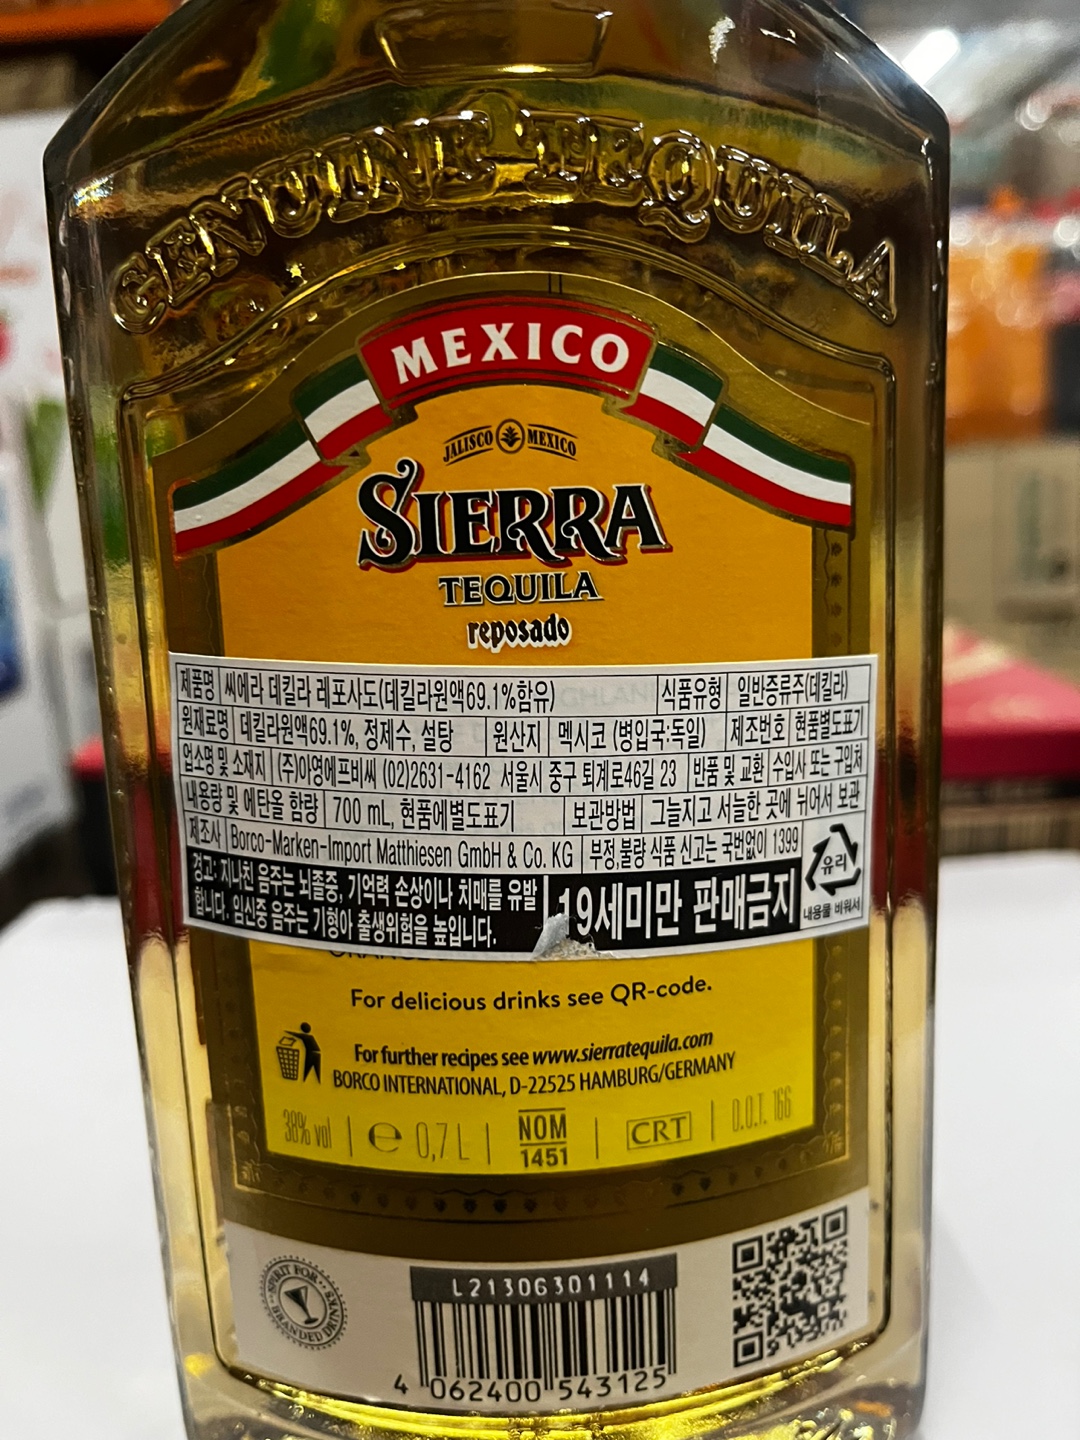 GENUINE TEQUILA
MEXICO
JALISCO MEXICO
SIERRA
TEQUILA
reposado
제품명 씨에라 데킬라 레포사도(데킬라원액69.1%함유) 식품유형 일반증류주(데킬라)
원재료명 데킬라원액69.1%, 정제수, 설탕 원산지 멕시코 (병입국:독일) 제조번호 현품별도표기
업소명 및 소재지 (주)아영에프비씨 (02)2631-4162 서울시 중구 퇴계로46길 23 반품 및 교환 수입사 또는 구입처
내용량 및 에탄올 함량 700 mL, 현품에별도표기 보관방법 그늘지고 서늘한 곳에 뉘어서 보관
제조사 Borco-Marken-Import Matthiesen GmbH & Co. KG 부정,불량 식품 신고는 국번없이 1399
경고: 지나친 음주는 뇌졸중, 기억력 손상이나 치매를 유발
합니다. 임신중 음주는 기형아 출생위험을 높입니다.
19세미만 판매금지
유리
내용물 비워서
For delicious drinks see QR-code.
For further recipes see www.sierratequila.com
BORCO INTERNATIONAL, D-22525 HAMBURG/GERMANY
38% vol | e 0,7 L | NOM 1451 | CRT | D.O.T. 166
SPIRIT FOR BRANDED DRINKS
L21306301114
4 062400 543125